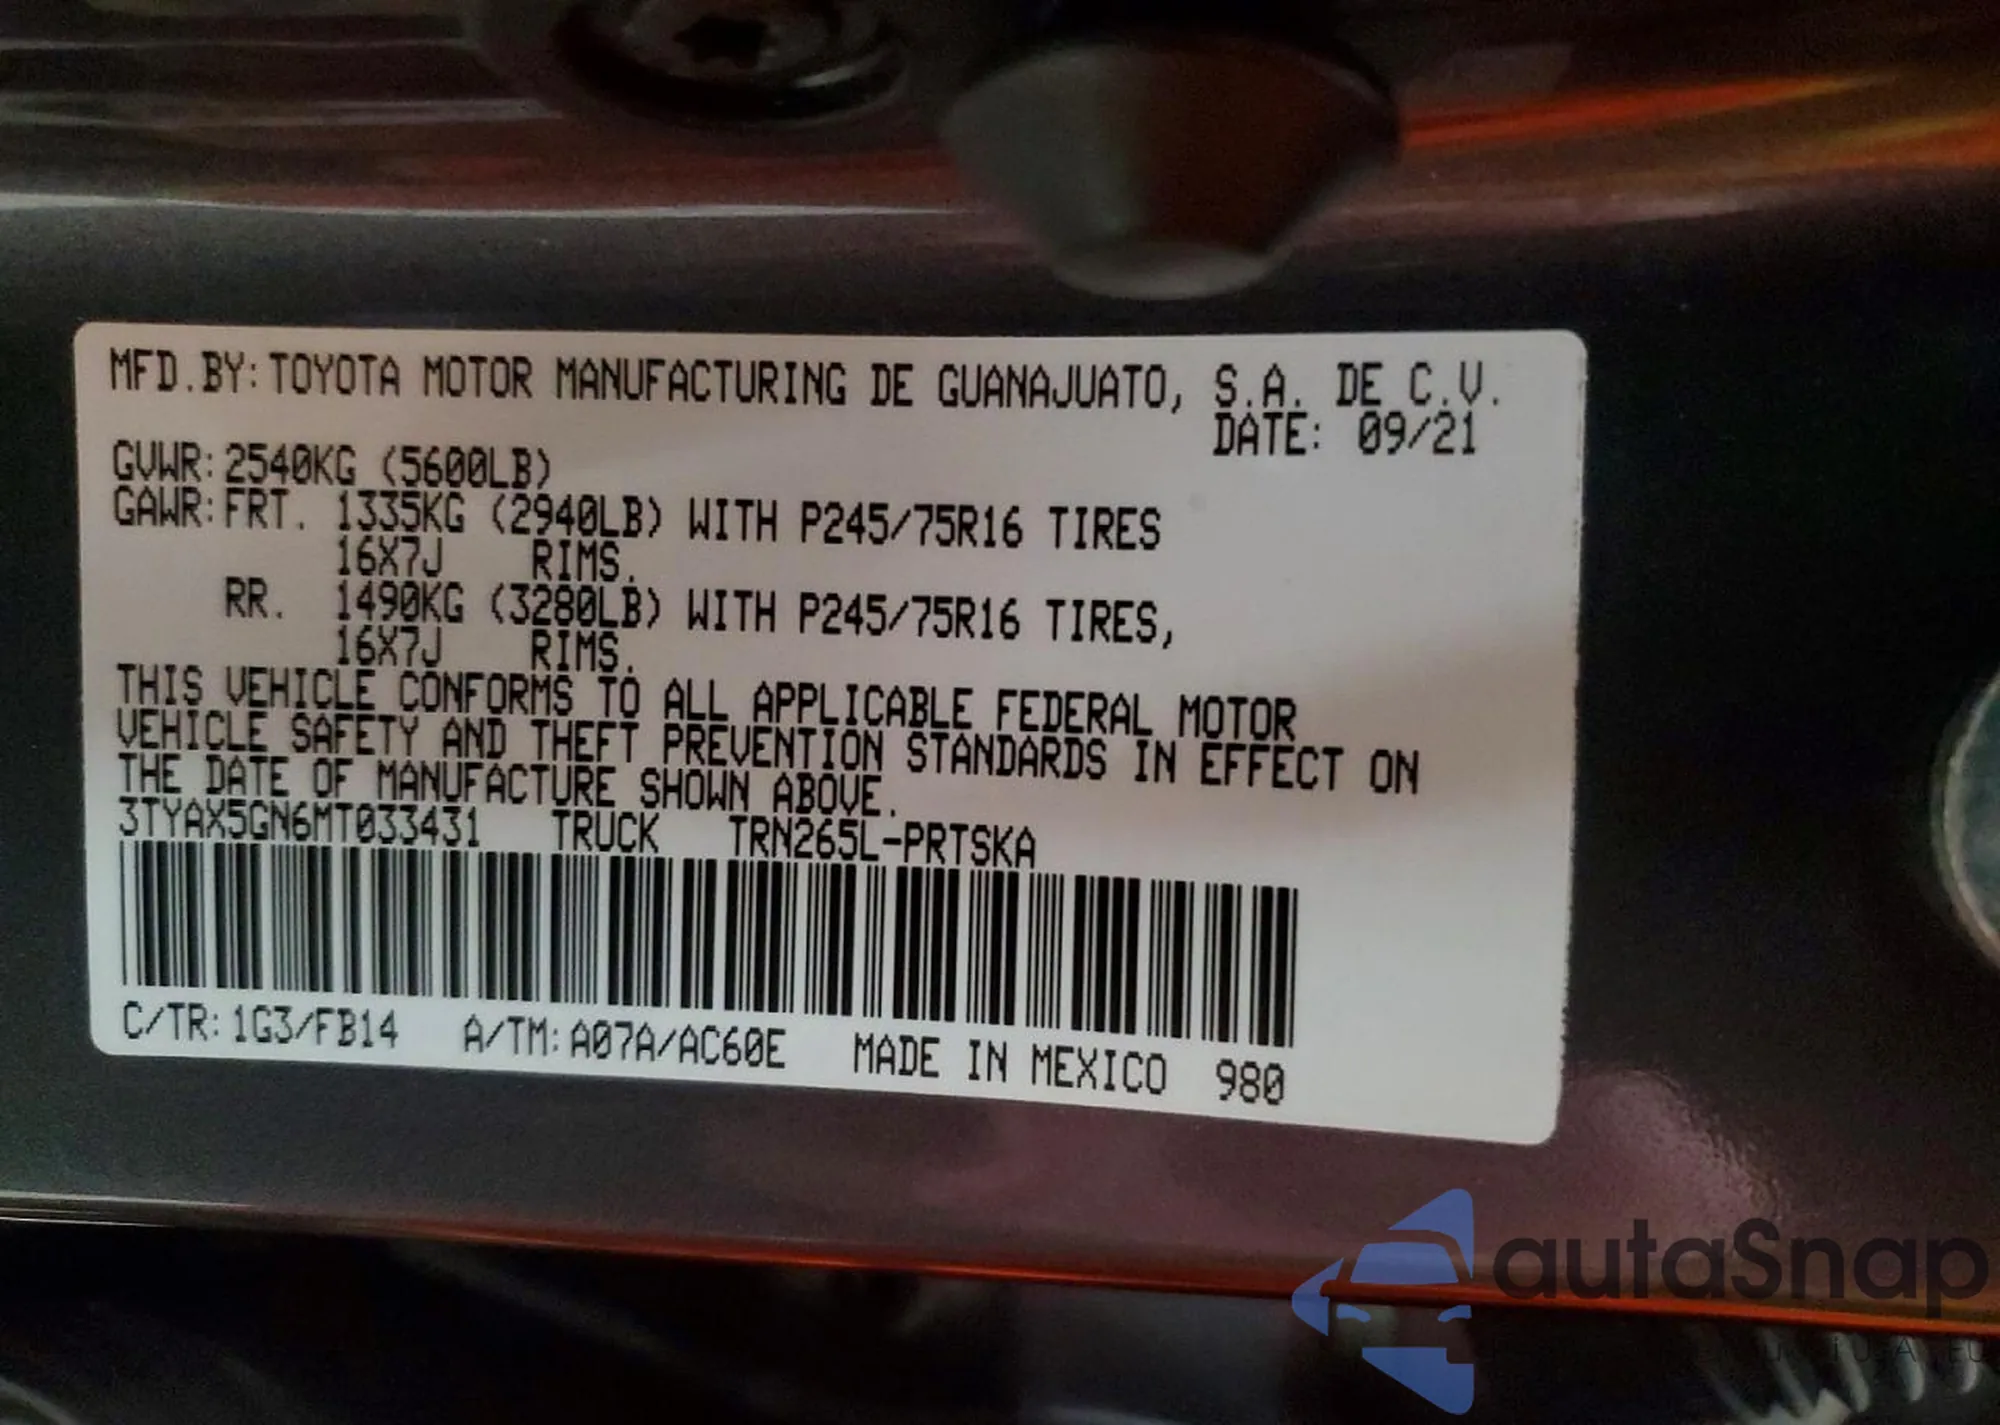 MFD.BY: TOYOTA MOTOR MANUFACTURING DE GUANAJUATO, S.A. DE C.V.
DATE: 09/21
GVWR: 2540KG (5600LB)
GAWR: FRT. 1335KG (2940LB) WITH P245/75R16 TIRES
16X7J RIMS.
RR. 1490KG (3280LB) WITH P245/75R16 TIRES,
16X7J RIMS.
THIS VEHICLE CONFORMS TO ALL APPLICABLE FEDERAL MOTOR
VEHICLE SAFETY AND THEFT PREVENTION STANDARDS IN EFFECT ON
THE DATE OF MANUFACTURE SHOWN ABOVE.
3TYAX5GN6MT033431 TRUCK TRN265L-PRTSKA
C/TR: 1G3/FB14 A/TM: A07A/AC60E MADE IN MEXICO 980
autaSnap